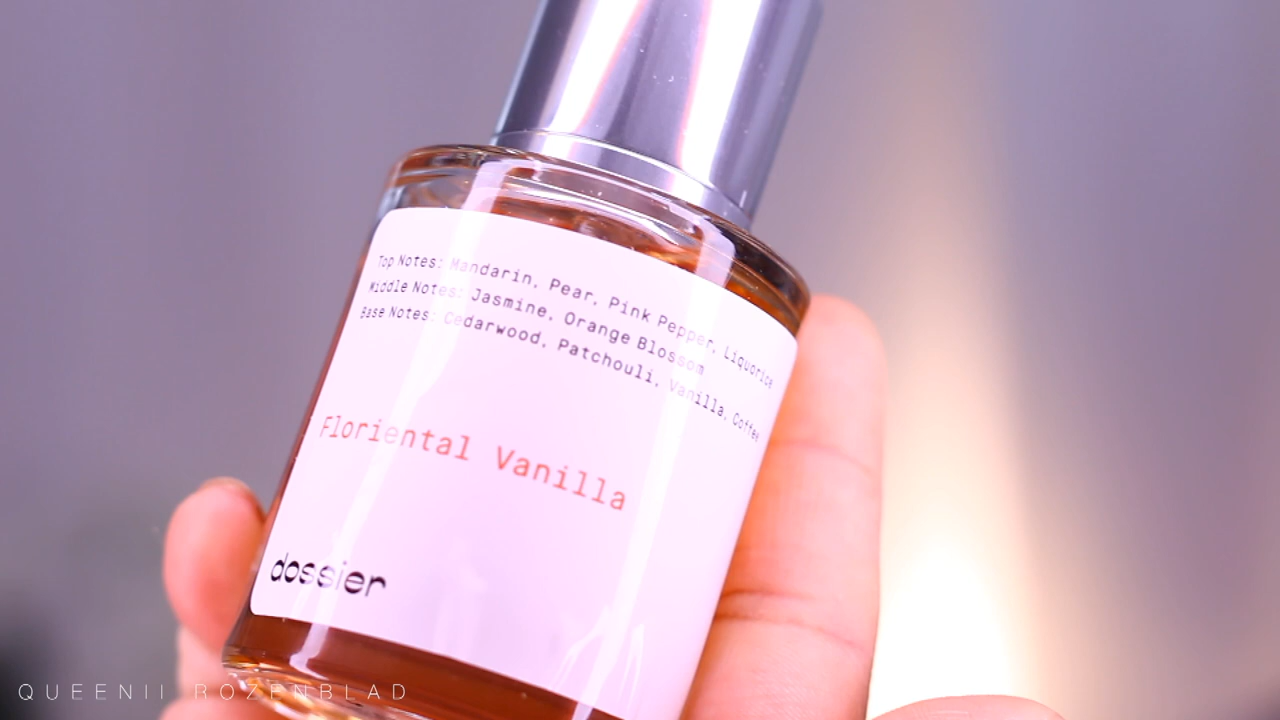 Top Notes: Mandarin, Pear, Pink Pepper, Liquorice
Middle Notes: Jasmine, Orange Blossom
Base Notes: Cedarwood, Patchouli, Vanilla, Coffee
Floriental Vanilla
dossier
QUEENII ROZENBLAD